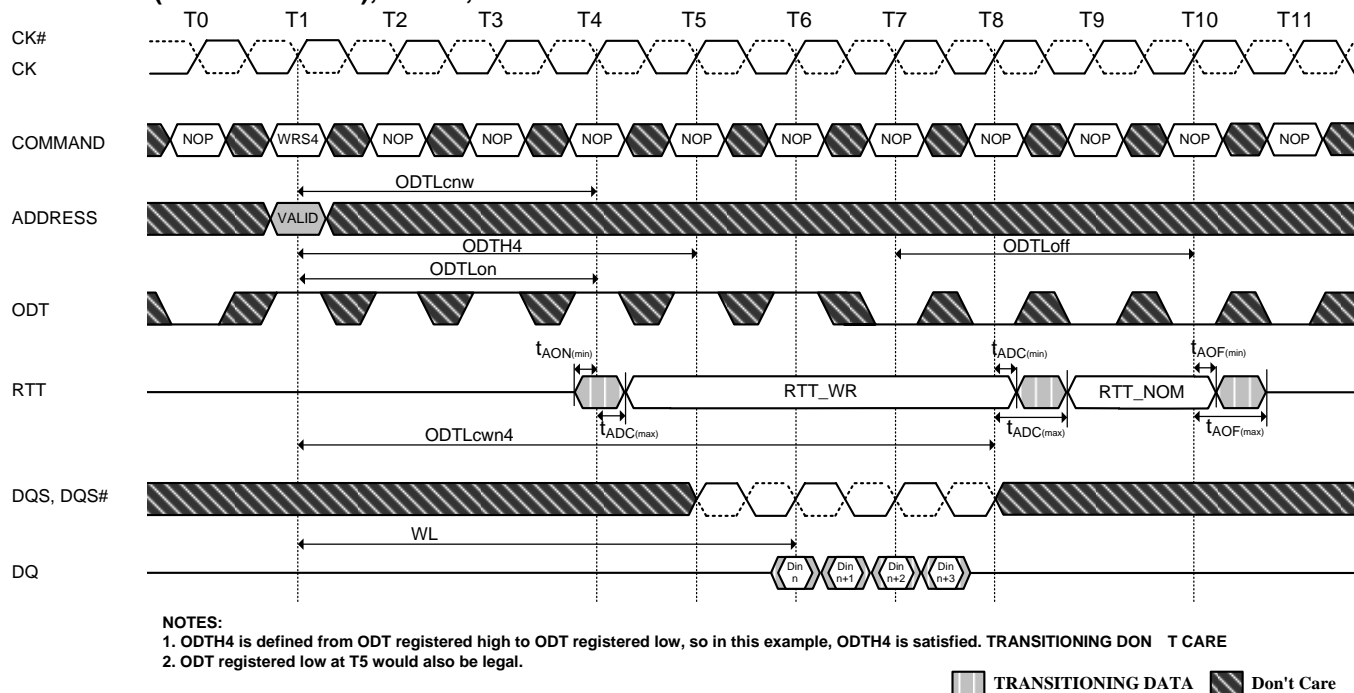 T0 T1 T2 T3 T4 T5 T6 T7 T8 T9 T10 T11
CK#
CK
COMMAND NOP WRS4 NOP NOP NOP NOP NOP NOP NOP NOP NOP NOP
ODTLcnw
ADDRESS VALID
ODTH4 ODTLoff
ODTLon
ODT
tAON(min) tADC(min) tAOF(min)
RTT RTT_WR RTT_NOM
tADC(max) tADC(max) tAOF(max)
ODTLcwn4
DQS, DQS#
WL
DQ Din n Din n+1 Din n+2 Din n+3
NOTES:
1. ODTH4 is defined from ODT registered high to ODT registered low, so in this example, ODTH4 is satisfied. TRANSITIONING DON T CARE
2. ODT registered low at T5 would also be legal.
TRANSITIONING DATA Don't Care